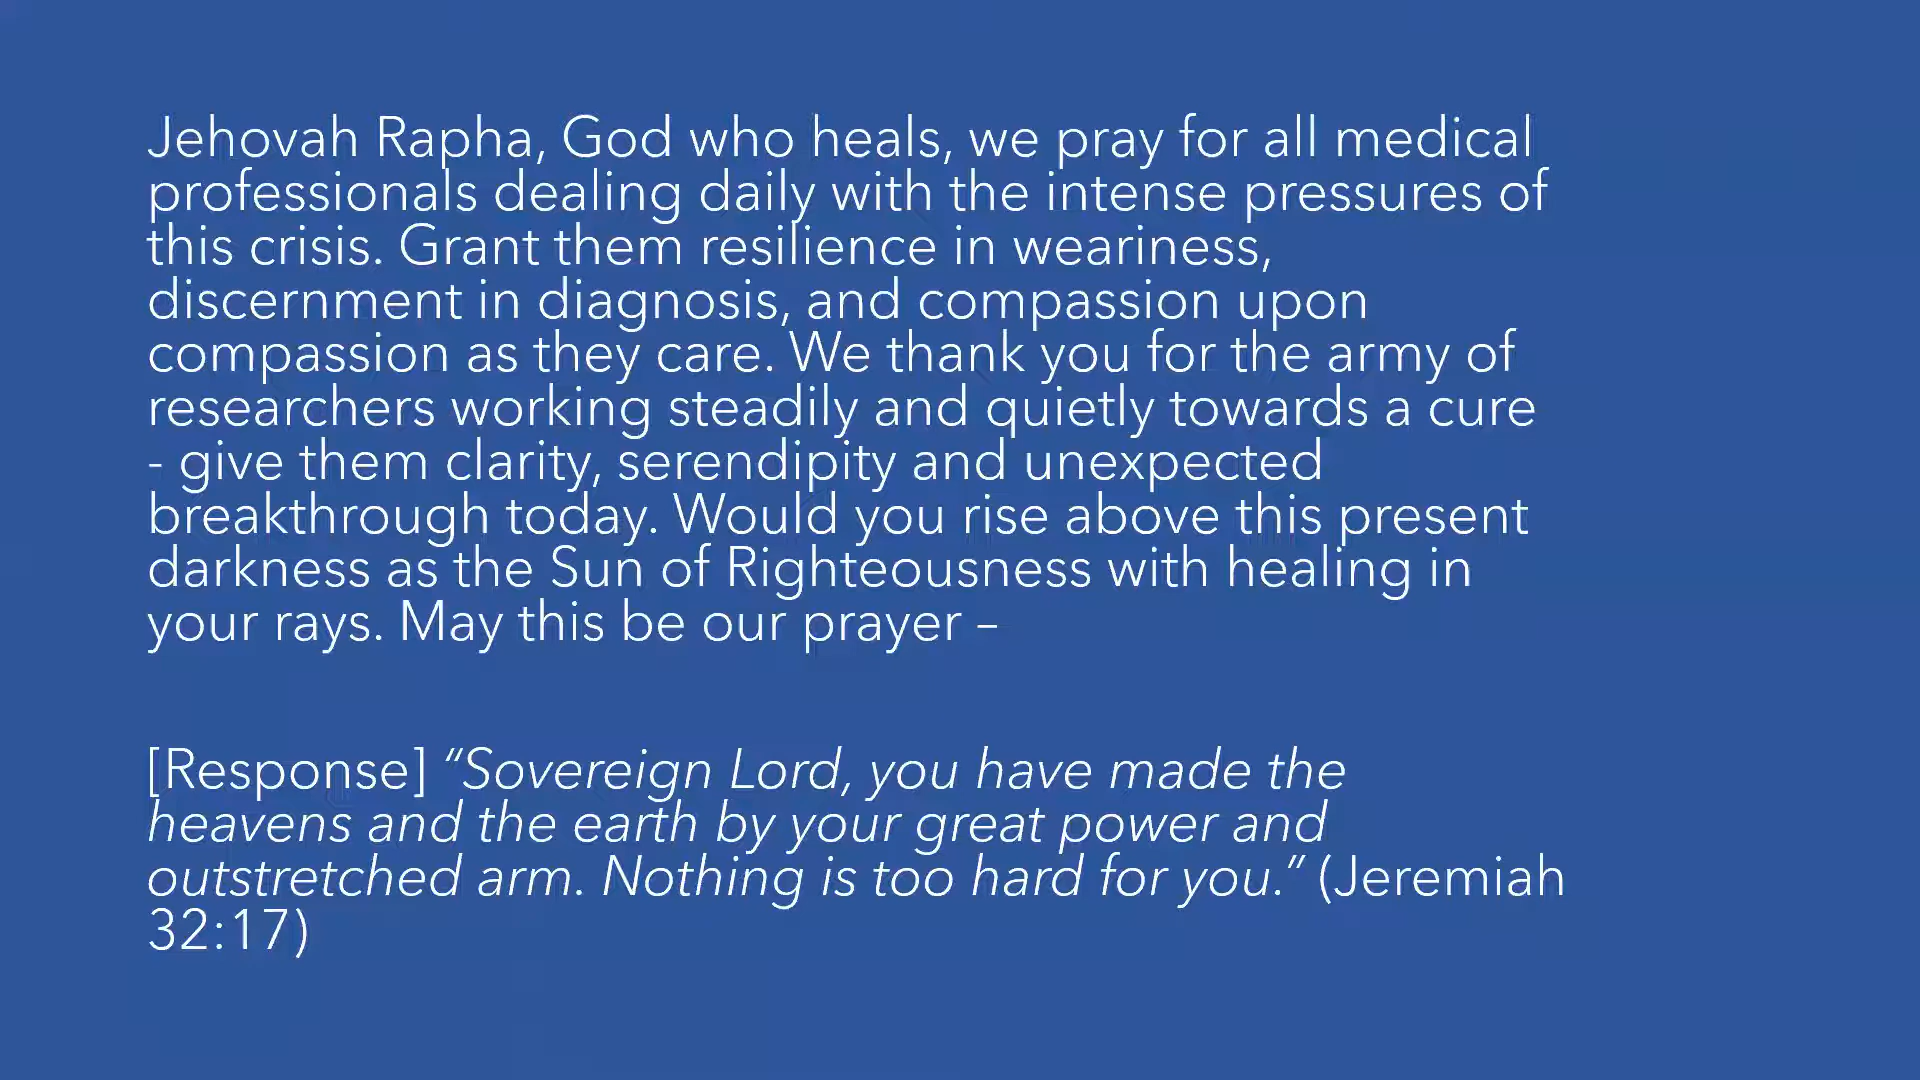 Jehovah Rapha, God who heals, we pray for all medical
professionals dealing daily with the intense pressures of
this crisis. Grant them resilience in weariness,
discernment in diagnosis, and compassion upon
compassion as they care. We thank you for the army of
researchers working steadily and quietly towards a cure
- give them clarity, serendipity and unexpected
breakthrough today. Would you rise above this present
darkness as the Sun of Righteousness with healing in
your rays. May this be our prayer –
[Response] “Sovereign Lord, you have made the
heavens and the earth by your great power and
outstretched arm. Nothing is too hard for you.” (Jeremiah
32:17)